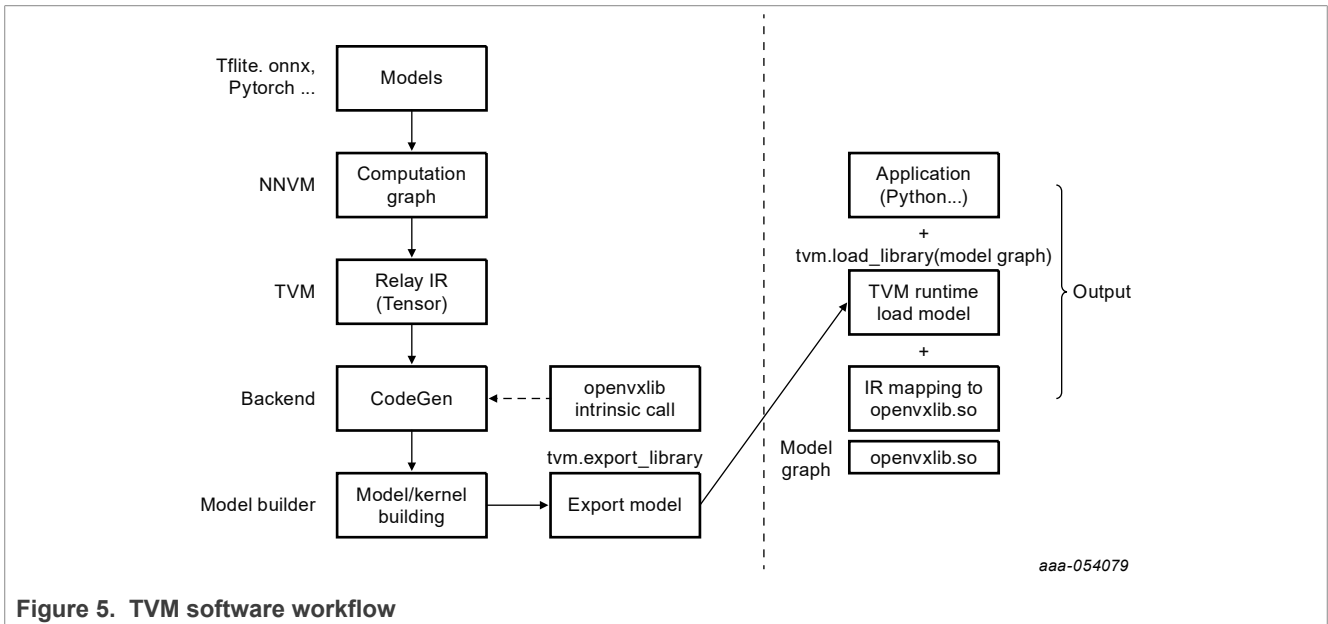 Tflite. onnx,
Pytorch ...
Models
NNVM
Computation
graph
TVM
Relay IR
(Tensor)
Backend
CodeGen
openvxlib
intrinsic call
Model builder
Model/kernel
building
tvm.export_library
Export model
Application
(Python...)
+
tvm.load_library(model graph)
TVM runtime
load model
+
IR mapping to
openvxlib.so
Output
Model
graph
openvxlib.so
aaa-054079
Figure 5. TVM software workflow